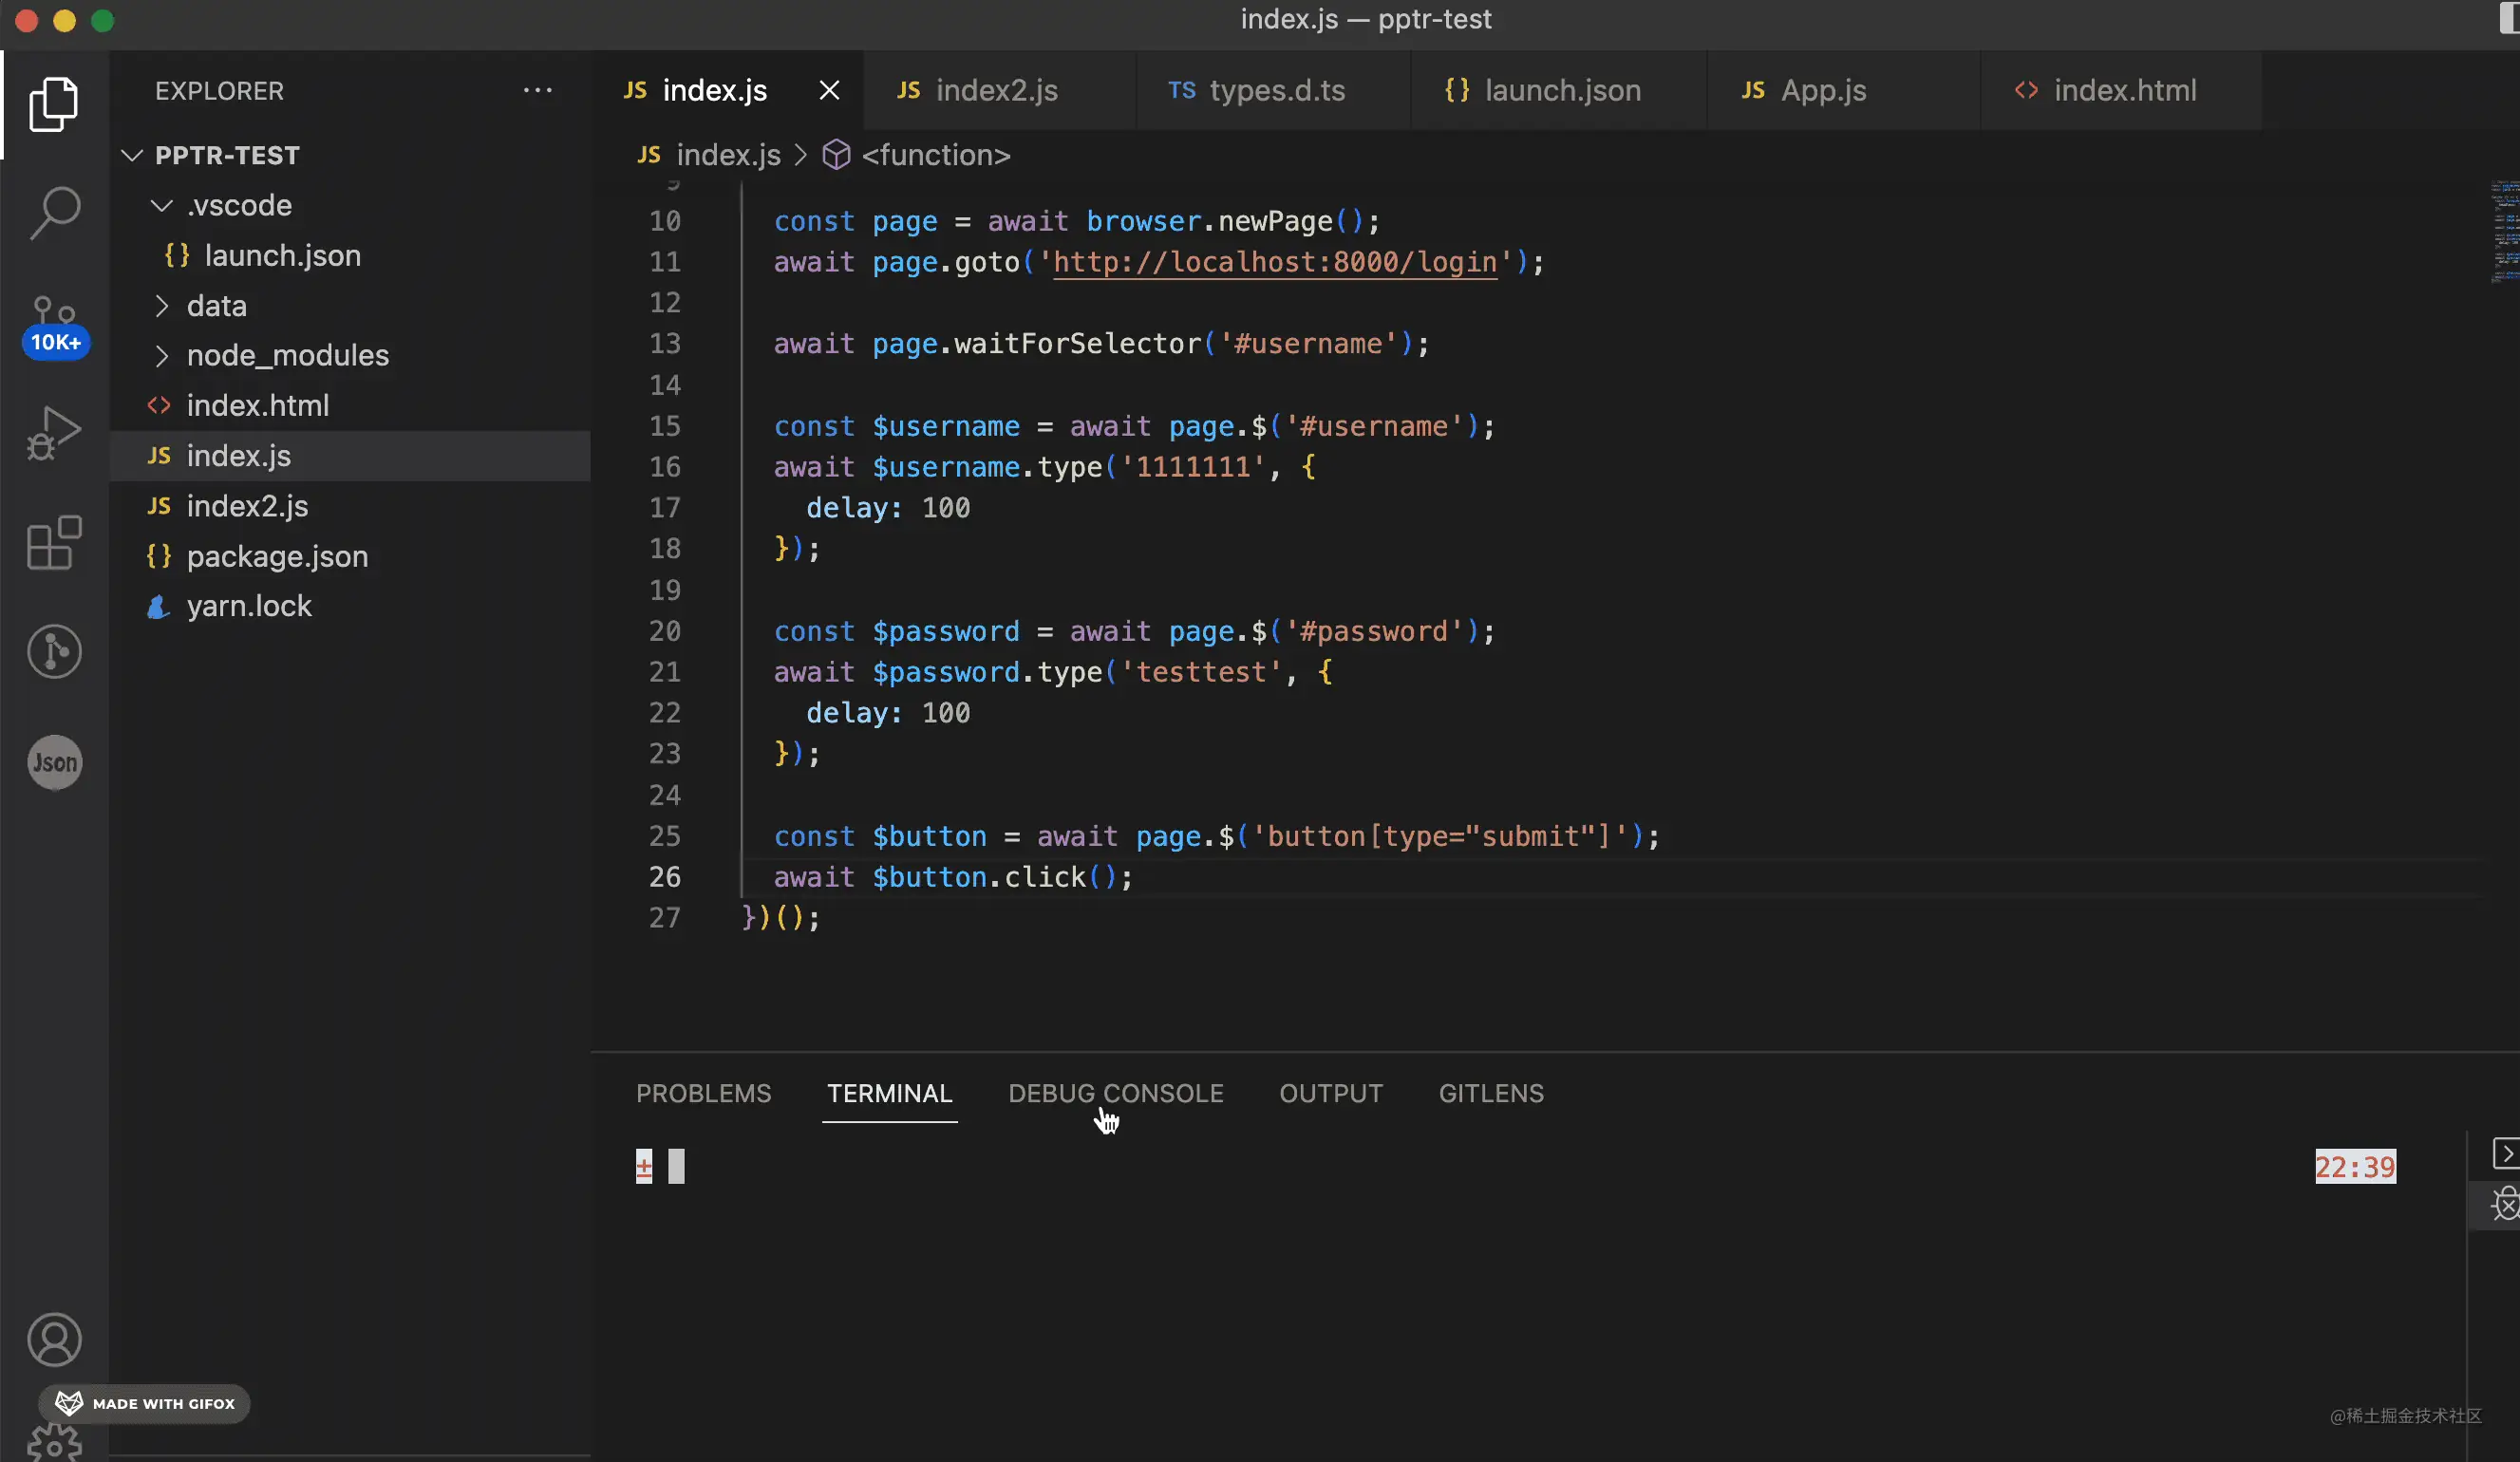 index.js — pptr-test
EXPLORER
PPTR-TEST
.vscode
{} launch.json
data
node_modules
<> index.html
JS index.js
JS index2.js
{} package.json
yarn.lock
10K+
Json
JS index.js
JS index2.js
TS types.d.ts
{} launch.json
JS App.js
<> index.html
JS index.js > <function>
9
10 const page = await browser.newPage();
11 await page.goto('http://localhost:8000/login');
12
13 await page.waitForSelector('#username');
14
15 const $username = await page.$('#username');
16 await $username.type('1111111', {
17 delay: 100
18 });
19
20 const $password = await page.$('#password');
21 await $password.type('testtest', {
22 delay: 100
23 });
24
25 const $button = await page.$('button[type="submit"]');
26 await $button.click();
27 })();
PROBLEMS TERMINAL DEBUG CONSOLE OUTPUT GITLENS
± 22:39
MADE WITH GIFOX
@稀土掘金技术社区